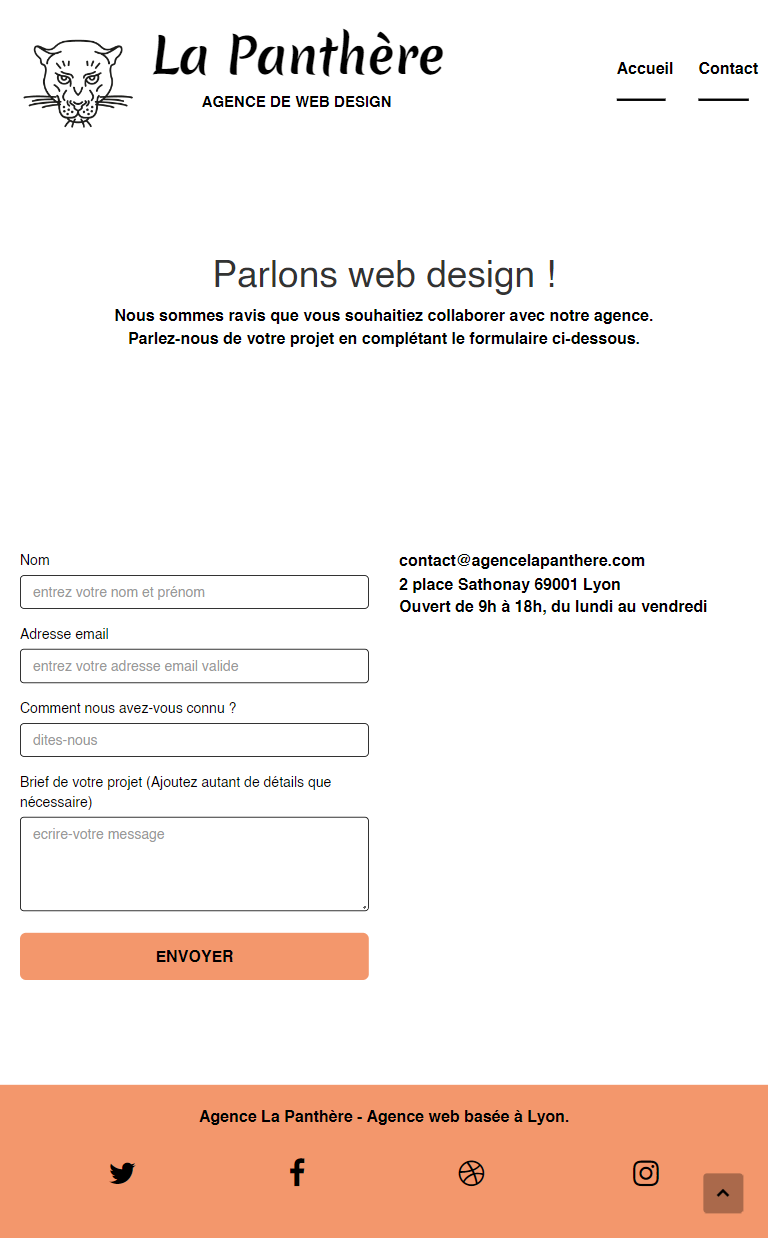 La Panthère
AGENCE DE WEB DESIGN
Accueil
Contact
Parlons web design !
Nous sommes ravis que vous souhaitiez collaborer avec notre agence.
Parlez-nous de votre projet en complétant le formulaire ci-dessous.
Nom
entrez votre nom et prénom
Adresse email
entrez votre adresse email valide
Comment nous avez-vous connu ?
dites-nous
Brief de votre projet (Ajoutez autant de détails que
nécessaire)
ecrire-votre message
ENVOYER
contact@agencelapanthere.com
2 place Sathonay 69001 Lyon
Ouvert de 9h à 18h, du lundi au vendredi
Agence La Panthère - Agence web basée à Lyon.